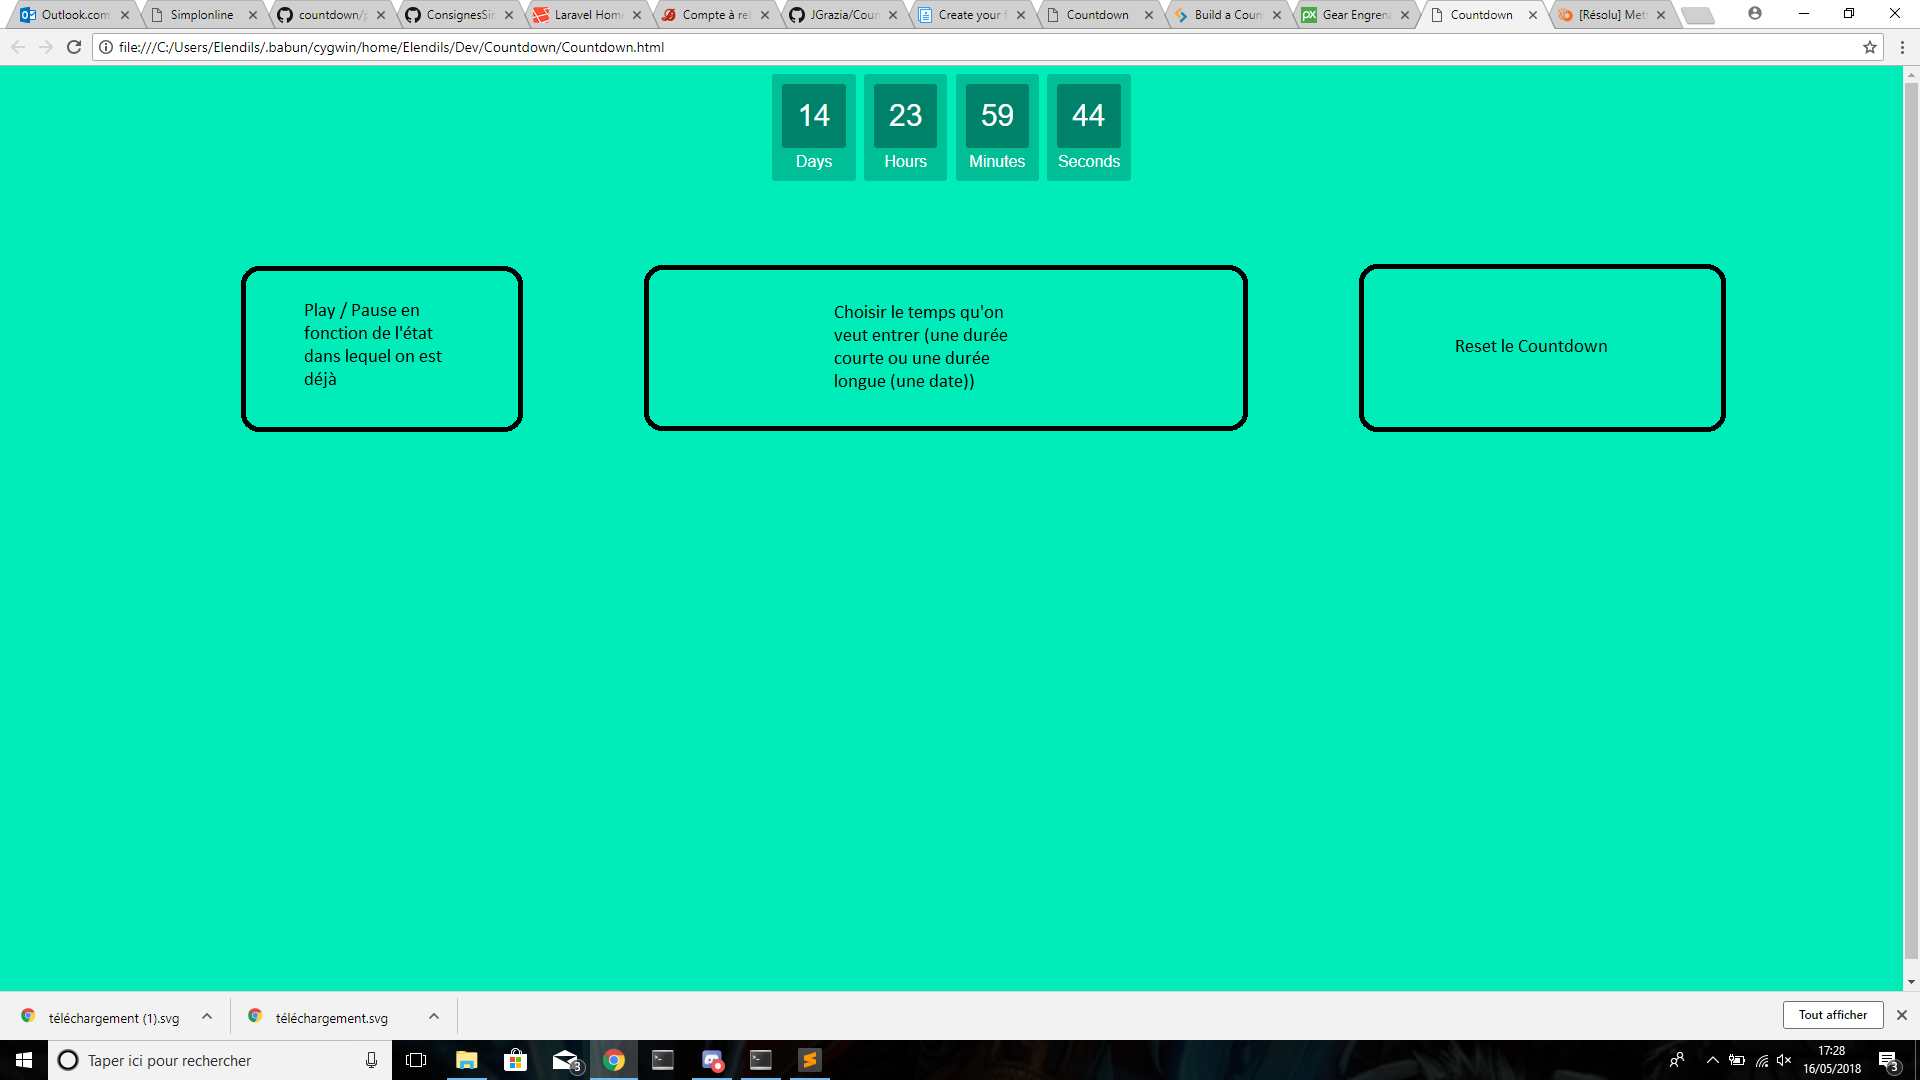 Outlook.com
Simplonline
countdown/
ConsignesSi
Laravel Hom
Compte à re
JGrazia/Cour
Create your f
Countdown
Build a Coun
Gear Engren
Countdown
[Résolu] Met
file:///C:/Users/Elendils/.babun/cygwin/home/Elendils/Dev/Countdown/Countdown.html
14 23 59 44
Days Hours Minutes Seconds
Play / Pause en
fonction de l'état
dans lequel on est
déjà
Choisir le temps qu'on
veut entrer (une durée
courte ou une durée
longue (une date))
Reset le Countdown
téléchargement (1).svg
téléchargement.svg
Tout afficher
Taper ici pour rechercher
3
17:28
16/05/2018
3